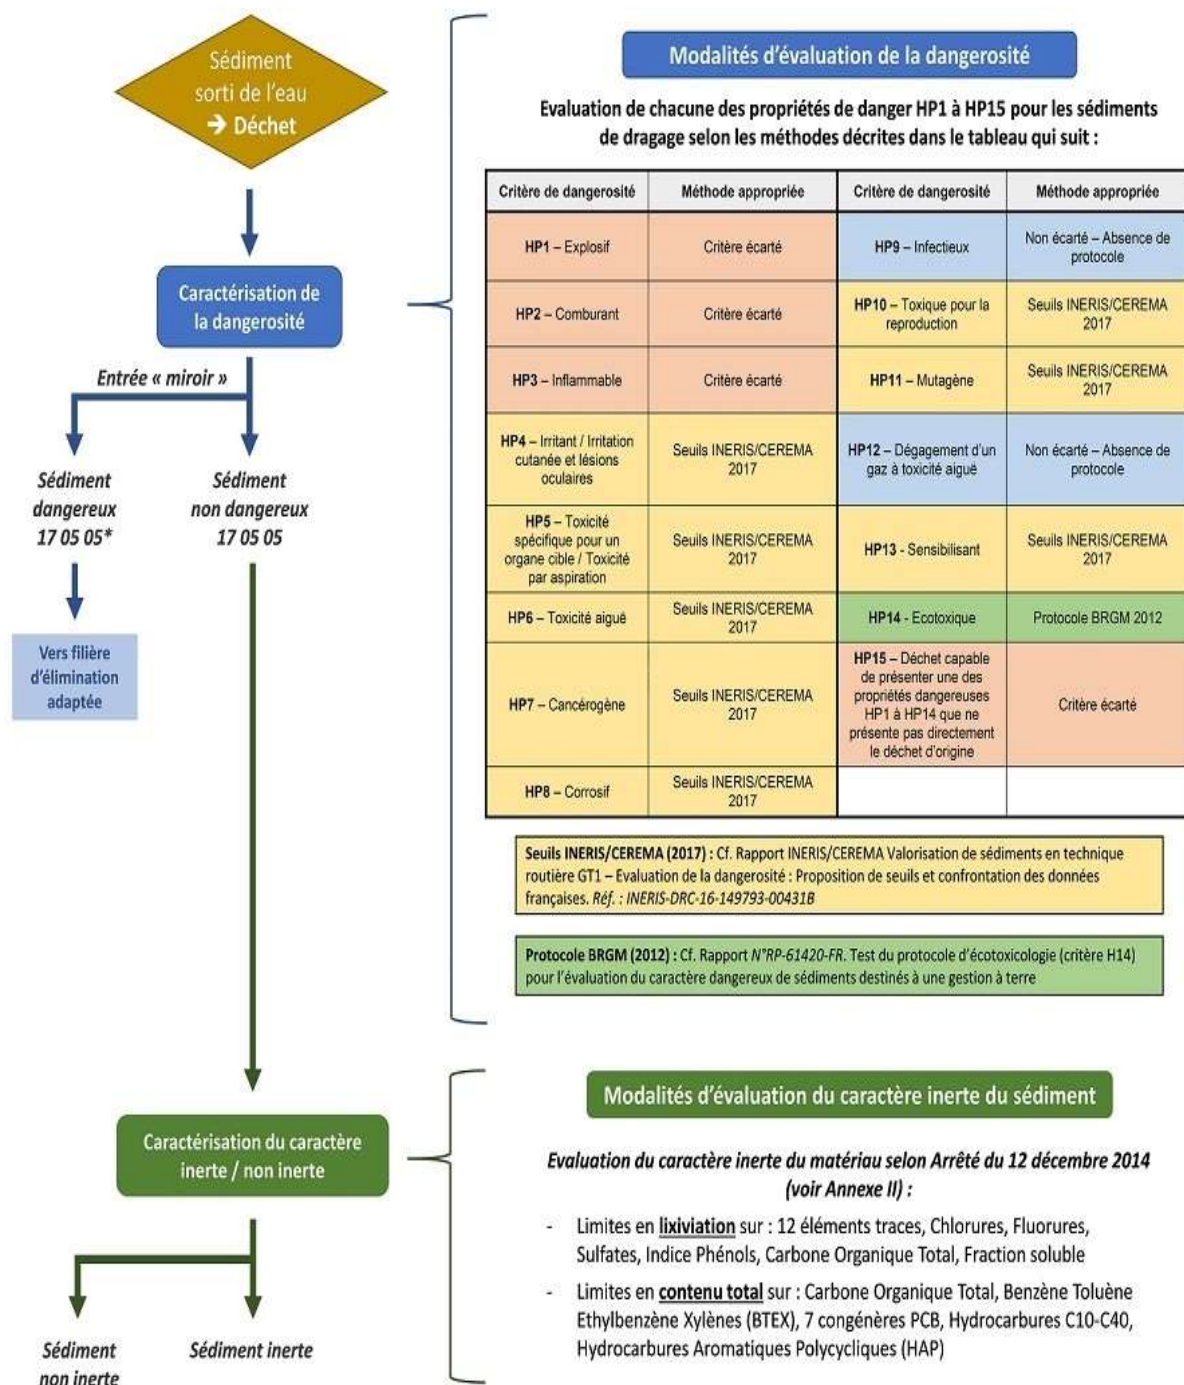 Sédiment
sorti de l'eau
➔ Déchet
Caractérisation de
la dangerosité
Entrée « miroir »
Sédiment
dangereux
17 05 05*
Sédiment
non dangereux
17 05 05
Vers filière
d'élimination
adaptée
Modalités d'évaluation de la dangerosité
Evaluation de chacune des propriétés de danger HP1 à HP15 pour les sédiments
de dragage selon les méthodes décrites dans le tableau qui suit :
Critère de dangerosité
Méthode appropriée
Critère de dangerosité
Méthode appropriée
HP1 – Explosif
Critère écarté
HP9 – Infectieux
Non écarté – Absence de
protocole
HP2 – Comburant
Critère écarté
HP10 – Toxique pour la
reproduction
Seuils INERIS/CEREMA
2017
HP3 – Inflammable
Critère écarté
HP11 – Mutagène
Seuils INERIS/CEREMA
2017
HP4 – Irritant / Irritation
cutanée et lésions
oculaires
Seuils INERIS/CEREMA
2017
HP12 – Dégagement d'un
gaz à toxicité aiguë
Non écarté – Absence de
protocole
HP5 – Toxicité
spécifique pour un
organe cible / Toxicité
par aspiration
Seuils INERIS/CEREMA
2017
HP13 - Sensibilisant
Seuils INERIS/CEREMA
2017
HP6 – Toxicité aiguë
Seuils INERIS/CEREMA
2017
HP14 - Ecotoxique
Protocole BRGM 2012
HP7 – Cancérogène
Seuils INERIS/CEREMA
2017
HP15 – Déchet capable
de présenter une des
propriétés dangereuses
HP1 à HP14 que ne
présente pas directement
le déchet d'origine
Critère écarté
HP8 – Corrosif
Seuils INERIS/CEREMA
2017
Seuils INERIS/CEREMA (2017) : Cf. Rapport INERIS/CEREMA Valorisation de sédiments en technique
routière GT1 – Evaluation de la dangerosité : Proposition de seuils et confrontation des données
françaises. Réf. : INERIS-DRC-16-149793-00431B
Protocole BRGM (2012) : Cf. Rapport N°RP-61420-FR. Test du protocole d'écotoxicologie (critère H14)
pour l'évaluation du caractère dangereux de sédiments destinés à une gestion à terre
Caractérisation du caractère
inerte / non inerte
Sédiment
non inerte
Sédiment inerte
Modalités d'évaluation du caractère inerte du sédiment
Evaluation du caractère inerte du matériau selon Arrêté du 12 décembre 2014
(voir Annexe II) :
- Limites en lixiviation sur : 12 éléments traces, Chlorures, Fluorures,
Sulfates, Indice Phénols, Carbone Organique Total, Fraction soluble
- Limites en contenu total sur : Carbone Organique Total, Benzène Toluène
Ethylbenzène Xylènes (BTEX), 7 congénères PCB, Hydrocarbures C10-C40,
Hydrocarbures Aromatiques Polycycliques (HAP)